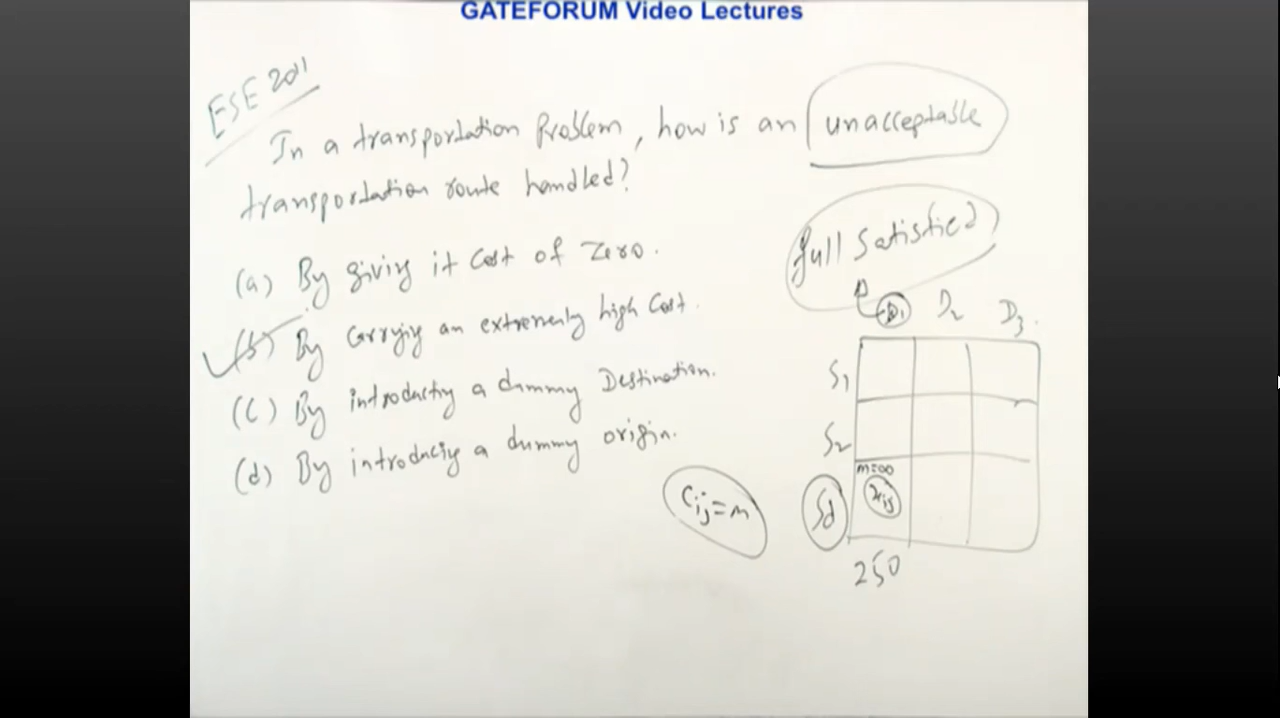 GATEFORUM Video Lectures
ESE 2011
In a transportation Problem, how is an unacceptable
transportation route handled?
full satisfied
(a) By giving it cost of zero.
(b) By carrying an extremenly high cost.
(c) By introducting a dummy Destination.
(d) By introducing a dummy origin.
D1 D2 D3
S1
S2
m=∞
Sd xij
Cij=m
250